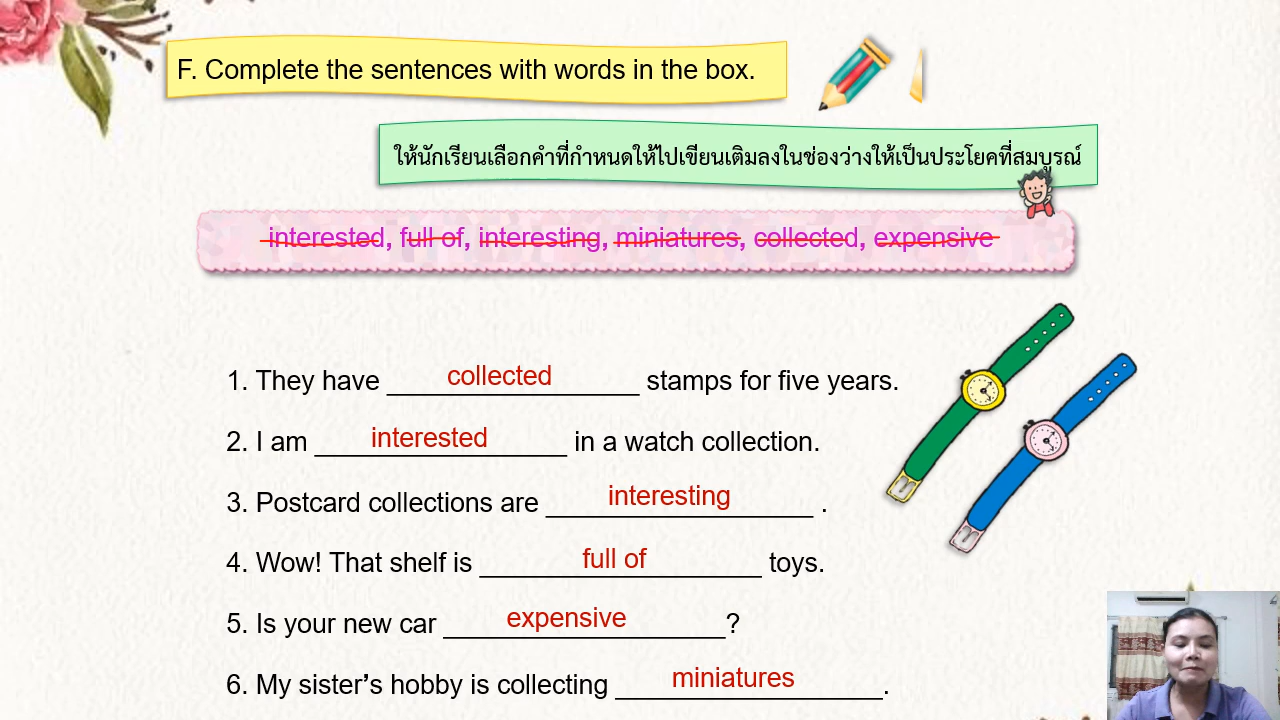 F. Complete the sentences with words in the box.
ให้นักเรียนเลือกคำที่กำหนดให้ไปเขียนเติมลงในช่องว่างให้เป็นประโยคที่สมบูรณ์
interested, full of, interesting, miniatures, collected, expensive
1. They have collected stamps for five years.
2. I am interested in a watch collection.
3. Postcard collections are interesting .
4. Wow! That shelf is full of toys.
5. Is your new car expensive?
6. My sister's hobby is collecting miniatures.